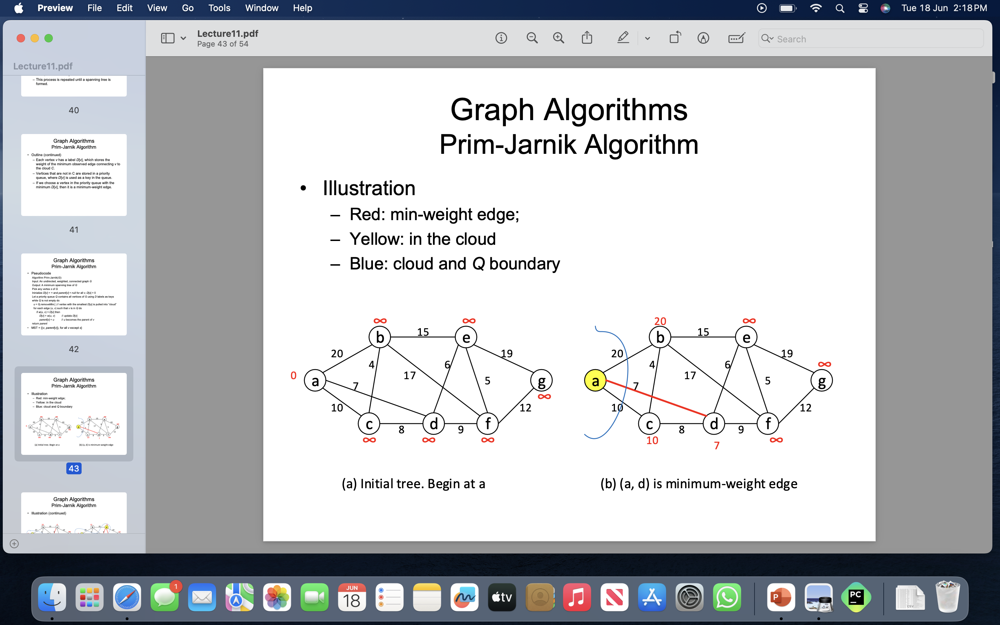 Preview File Edit View Go Tools Window Help
Tue 18 Jun 2:18 PM
Lecture11.pdf
Page 43 of 54
Search
Lecture11.pdf
– This process is repeated until a spanning tree is
formed.
40
Graph Algorithms
Prim-Jarnik Algorithm
• Outline (continued)
– Each vertex v has a label D[v], which stores the
weight of the minimum observed edge connecting v to
the cloud C.
– Vertices that are not in C are stored in a priority
queue, where D[v] is used as a key in the queue.
– If we choose a vertex in the priority queue with the
minimum D[v], then it is a minimum-weight edge.
41
Graph Algorithms
Prim-Jarnik Algorithm
• Pseudocode
Algorithm Prim-Jarnik(G):
Input: An undirected, weighted, connected graph G
Output: A minimum spanning tree of G
Pick any vertex s of G
Ininialize D[v] = ∞ and parent[v] = null for all v; D[s] = 0
Let a priority queue Q contains all vertices of G using D labels as keys
while Q is not empty do
u = Q.removeMin( ) // vertex with the smallest D[u] is pulled into "cloud"
for each edge (u, v) such that v is in Q do
if w(u, v) < D[v] then
D[v] = w(u, v) // update D[v]
parent[v] = u // u becomes the parent of v
return parent
• MST = {(v, parent[v]), for all v except s}
42
Graph Algorithms
Prim-Jarnik Algorithm
• Illustration
– Red: min-weight edge;
– Yellow: in the cloud
– Blue: cloud and Q boundary
(a) Initial tree. Begin at a
(b) (a, d) is minimum-weight edge
43
Graph Algorithms
Prim-Jarnik Algorithm
• Illustration (continued)
Graph Algorithms
Prim-Jarnik Algorithm
• Illustration
– Red: min-weight edge;
– Yellow: in the cloud
– Blue: cloud and Q boundary
∞ ∞
b 15 e
20 19
4 6
17
0 a 7 5 g
∞
10 12
c 8 d 9 f
∞ ∞ ∞
(a) Initial tree. Begin at a
20 ∞
b 15 e
20 19
4 6 ∞
17
a 7 5 g
10 12
c 8 d 9 f
10 7 ∞
(b) (a, d) is minimum-weight edge
1
JUN
18
tv
P
PC
CSV